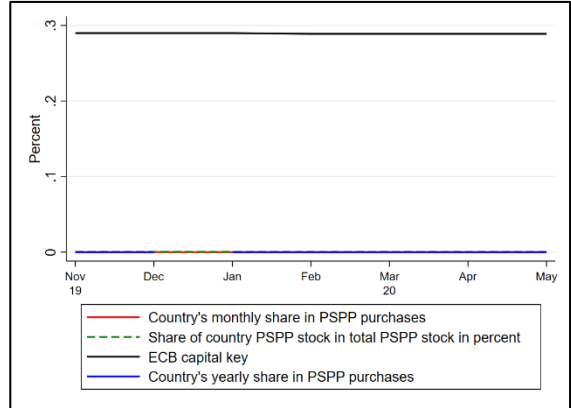 Percent
.3
.2
.1
0
Nov Dec Jan Feb Mar Apr May
19 20
Country's monthly share in PSPP purchases
Share of country PSPP stock in total PSPP stock in percent
ECB capital key
Country's yearly share in PSPP purchases